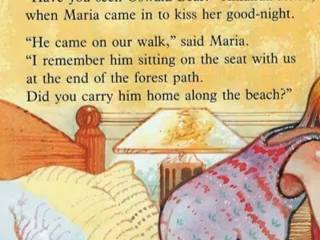 when Maria came in to kiss her good-night.
“He came on our walk,” said Maria.
“I remember him sitting on the seat with us
at the end of the forest path.
Did you carry him home along the beach?”